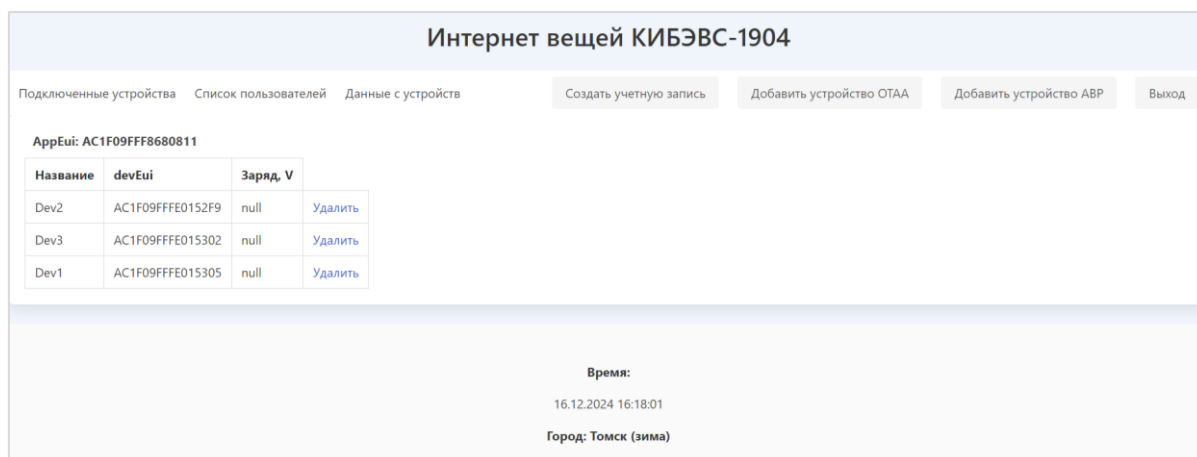 Интернет вещей КИБЭВС-1904
Подключенные устройства Список пользователей Данные с устройств Создать учетную запись Добавить устройство OTAA Добавить устройство ABP Выход
AppEui: AC1F09FFF8680811
Название devEui Заряд, V
Dev2 AC1F09FFFE0152F9 null Удалить
Dev3 AC1F09FFFE015302 null Удалить
Dev1 AC1F09FFFE015305 null Удалить
Время:
16.12.2024 16:18:01
Город: Томск (зима)